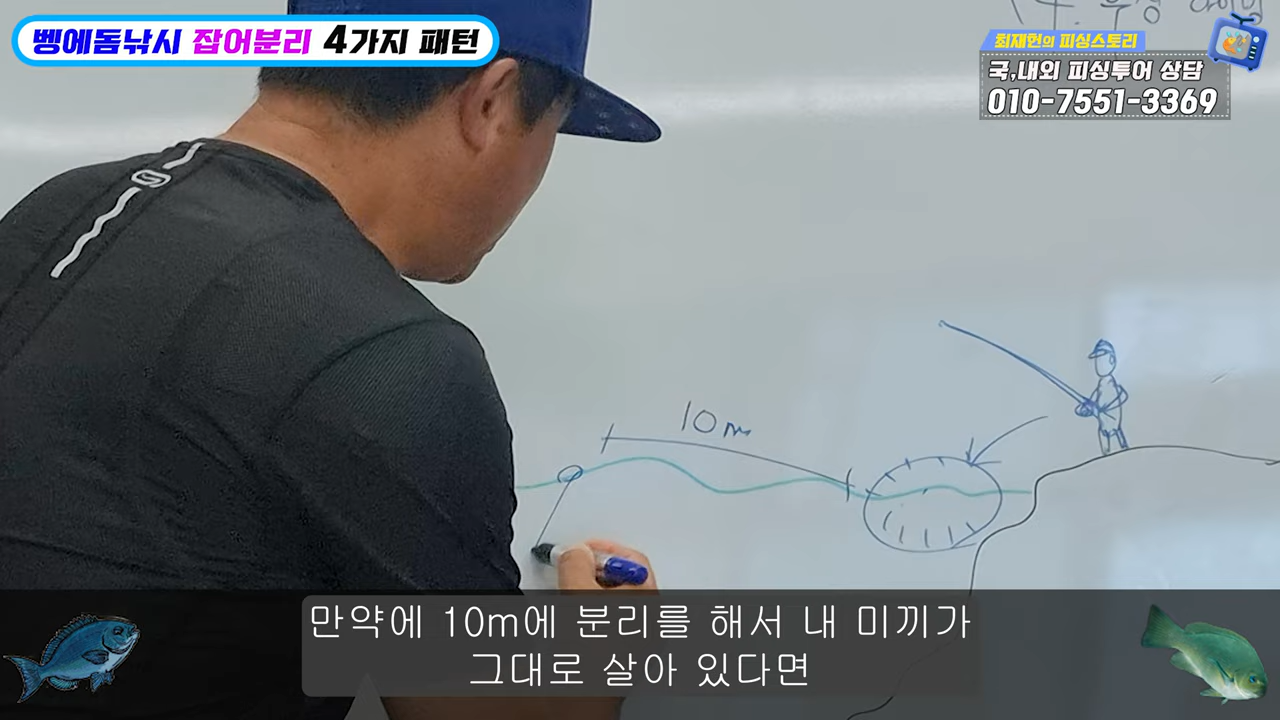 벵에돔낚시 잡어분리 4가지 패턴
최재헌의 피싱스토리
국,내외 피싱투어 상담
010-7551-3369
10m
만약에 10m에 분리를 해서 내 미끼가
그대로 살아 있다면